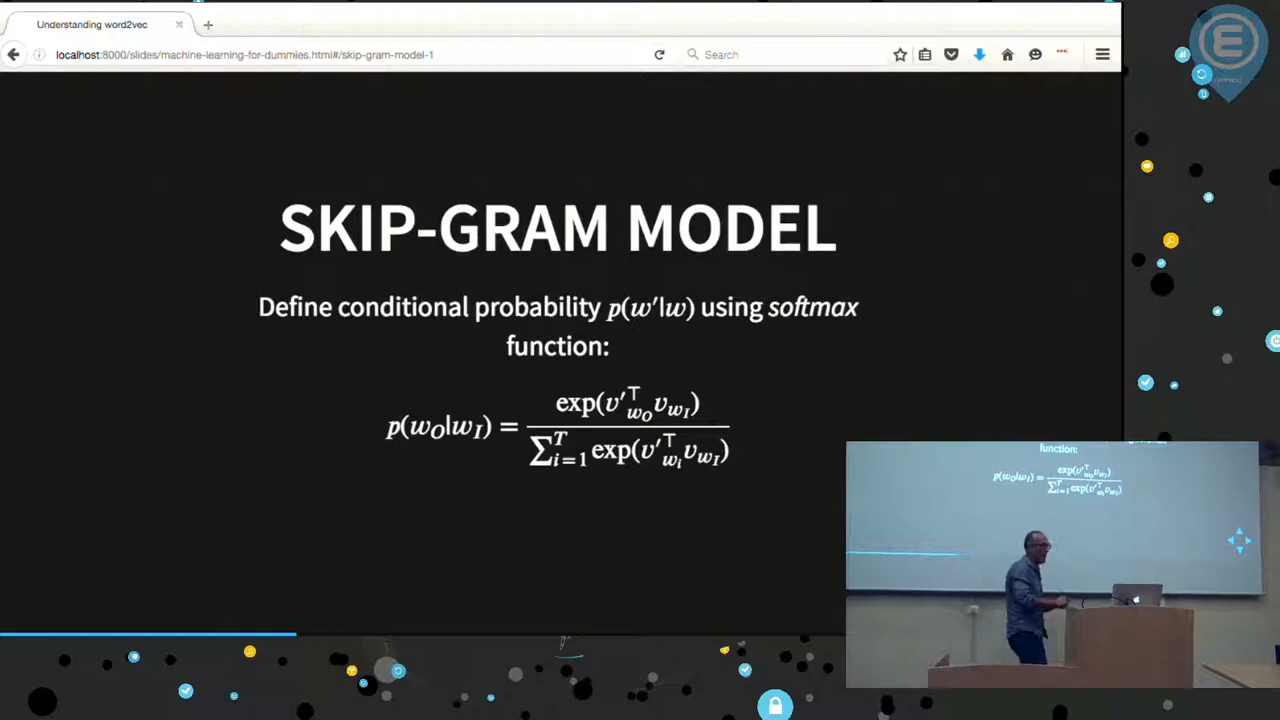 Understanding word2vec
localhost:8000/slides/machine-learning-for-dummies.html#/skip-gram-model-1
Search
SKIP-GRAM MODEL
Define conditional probability p(w′|w) using softmax
function:
p(w_O|w_I) = exp(v′_{w_O}^⊤ v_{w_I}) / ∑_{i=1}^T exp(v′_{w_i}^⊤ v_{w_I})
function:
p(w_O|w_I) = exp(v′_{w_O}^⊤ v_{w_I}) / ∑_{i=1}^T exp(v′_{w_i}^⊤ v_{w_I})